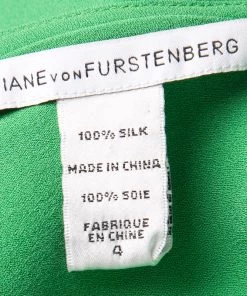 IANE VON FURSTENBERG
100% SILK
MADE IN CHINA
100% SOIE
FABRIQUE
EN CHINE
4